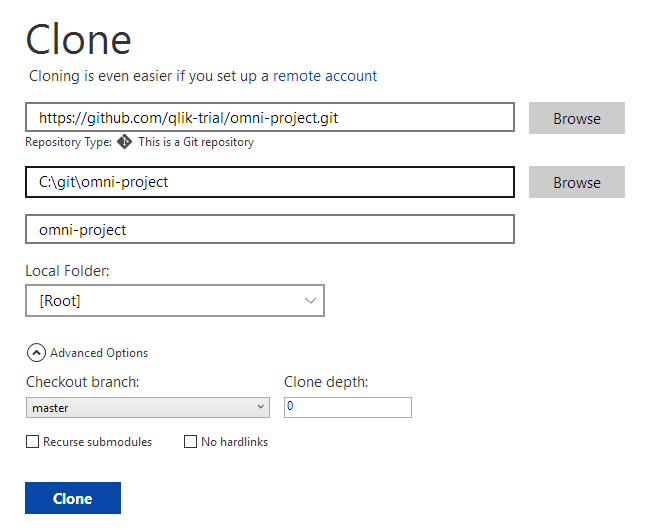 Clone
Cloning is even easier if you set up a remote account
https://github.com/qlik-trial/omni-project.git
Browse
Repository Type: This is a Git repository
C:\git\omni-project
Browse
omni-project
Local Folder:
[Root]
Advanced Options
Checkout branch: Clone depth:
master 0
Recurse submodules No hardlinks
Clone